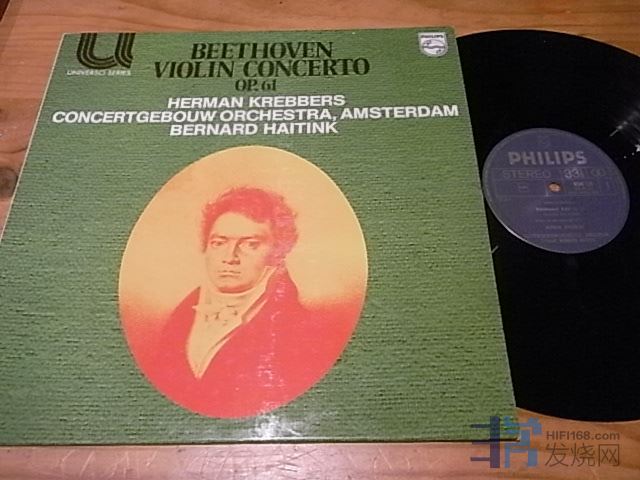 UNIVERSO SERIES
BEETHOVEN
VIOLIN CONCERTO
OP. 61
HERMAN KREBBERS
CONCERTGEBOUW ORCHESTRA, AMSTERDAM
BERNARD HAITINK
PHILIPS
PHILIPS
STEREO 33⅓
1
HIFI168.com
发烧网